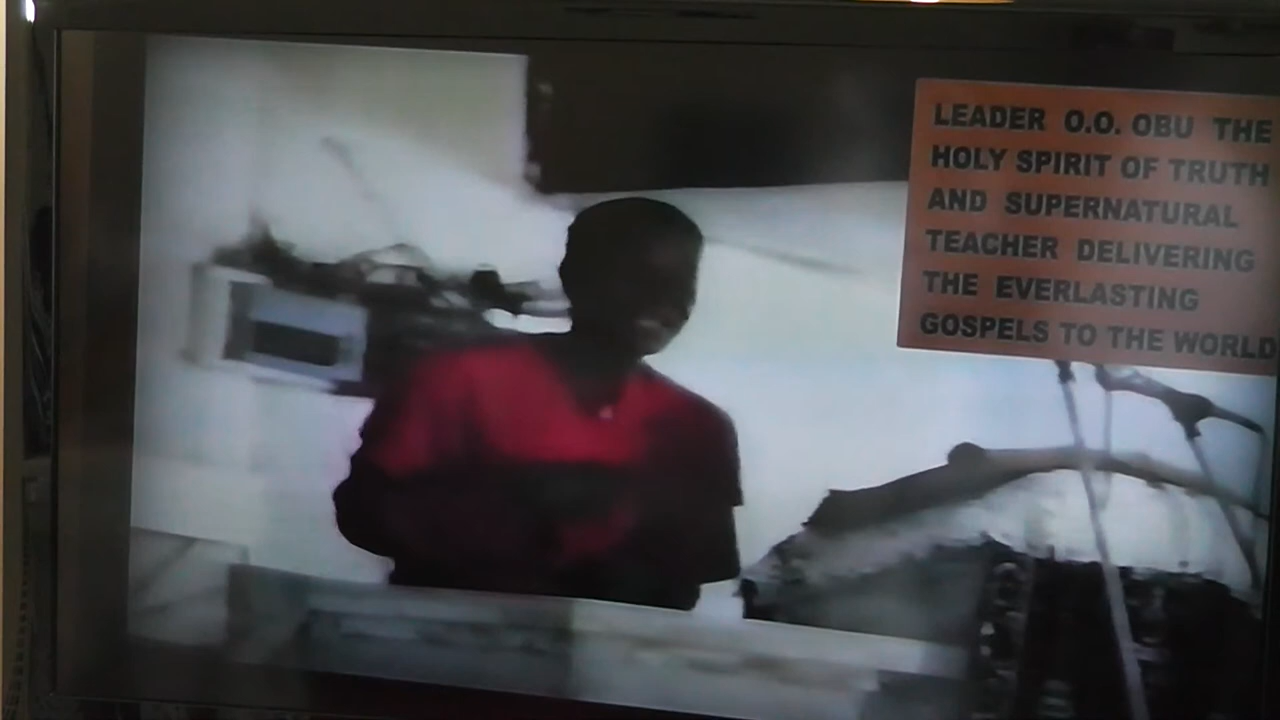 LEADER O.O. OBU THE
HOLY SPIRIT OF TRUTH
AND SUPERNATURAL
TEACHER DELIVERING
THE EVERLASTING
GOSPELS TO THE WORLD